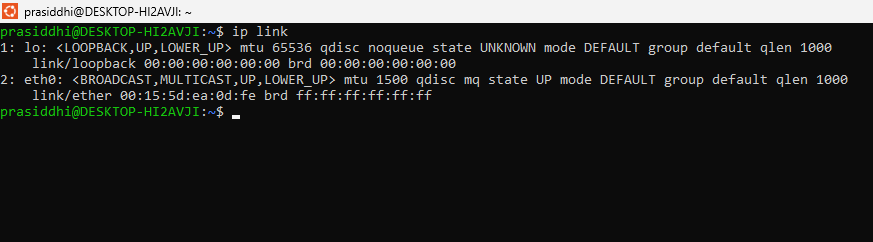 prasiddhi@DESKTOP-HI2AVJI: ~
prasiddhi@DESKTOP-HI2AVJI:~$ ip link
1: lo: <LOOPBACK,UP,LOWER_UP> mtu 65536 qdisc noqueue state UNKNOWN mode DEFAULT group default qlen 1000
    link/loopback 00:00:00:00:00:00 brd 00:00:00:00:00:00
2: eth0: <BROADCAST,MULTICAST,UP,LOWER_UP> mtu 1500 qdisc mq state UP mode DEFAULT group default qlen 1000
    link/ether 00:15:5d:ea:0d:fe brd ff:ff:ff:ff:ff:ff
prasiddhi@DESKTOP-HI2AVJI:~$